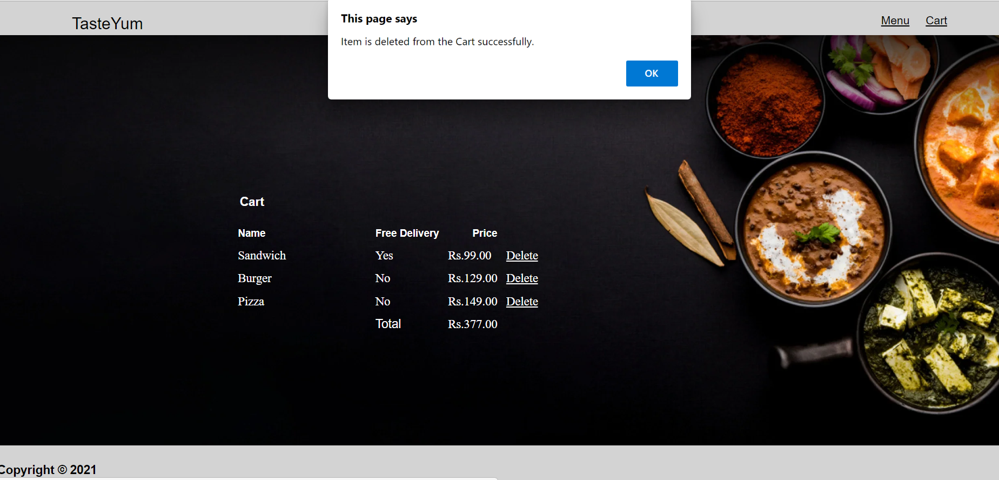 TasteYum
This page says
Item is deleted from the Cart successfully.
OK
Menu Cart
Cart
Name Free Delivery Price
Sandwich Yes Rs.99.00 Delete
Burger No Rs.129.00 Delete
Pizza No Rs.149.00 Delete
Total Rs.377.00
Copyright © 2021